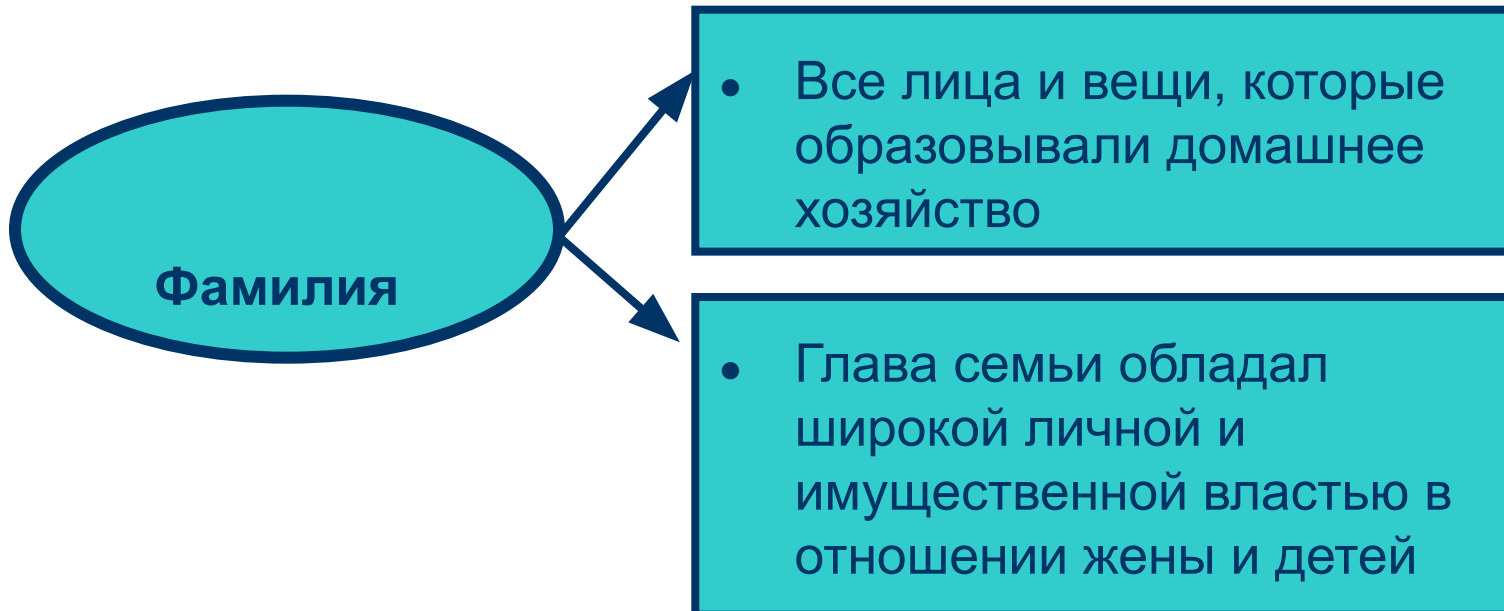 Фамилия
● Все лица и вещи, которые
образовывали домашнее
хозяйство
● Глава семьи обладал
широкой личной и
имущественной властью в
отношении жены и детей